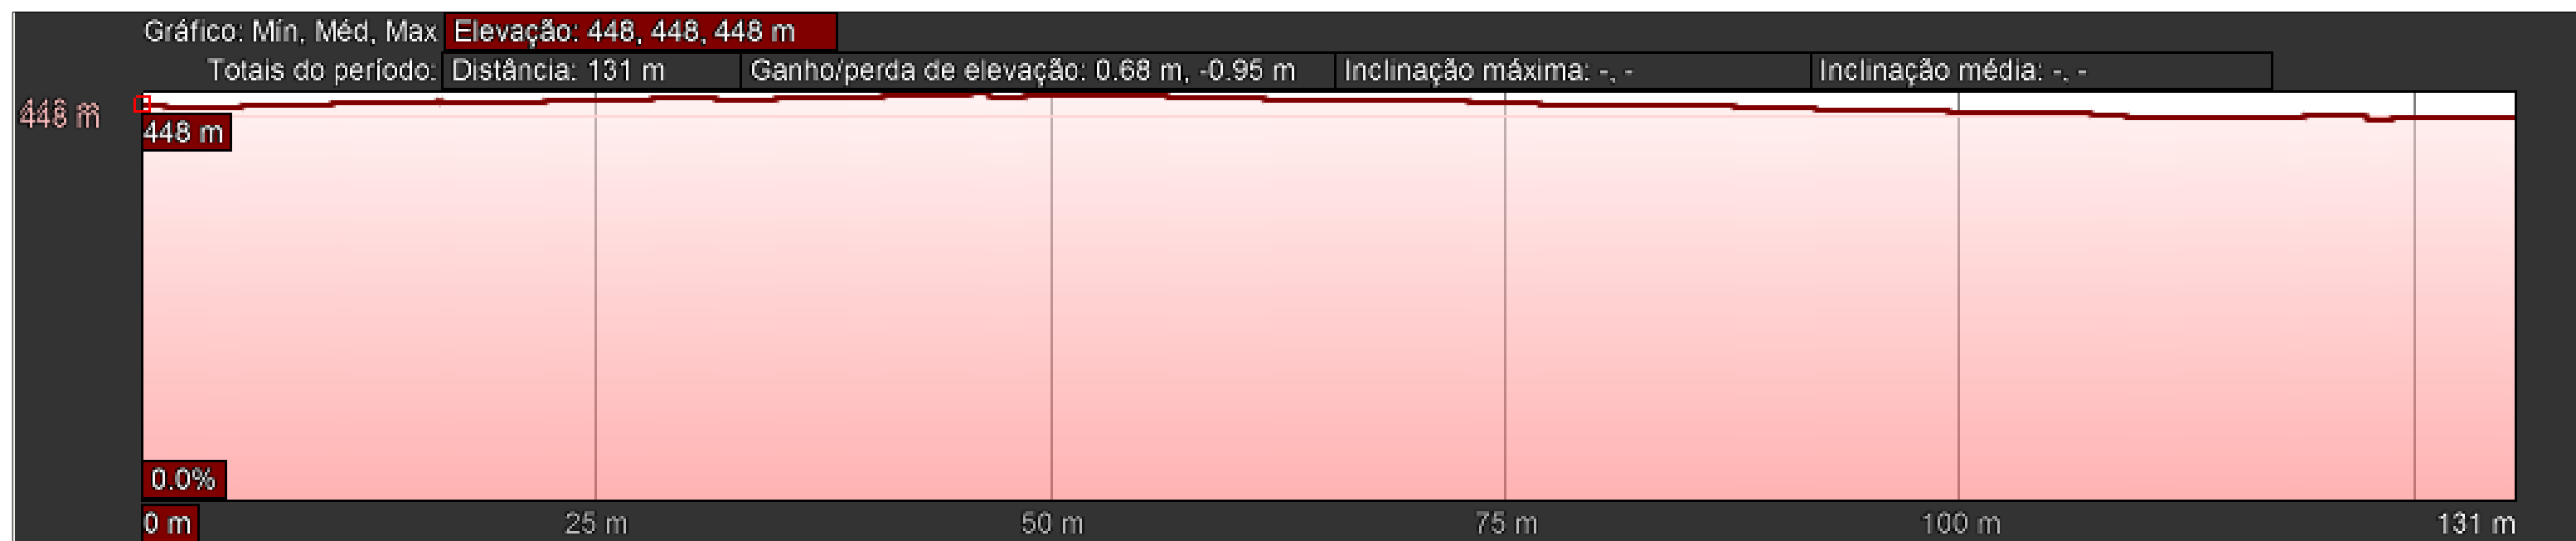 Gráfico: Mín, Méd, Max Elevação: 448, 448, 448 m
Totais do período: Distância: 131 m Ganho/perda de elevação: 0.68 m, -0.95 m Inclinação máxima: -, - Inclinação média: -, -
448 m
448 m
0.0%
0 m 25 m 50 m 75 m 100 m 131 m